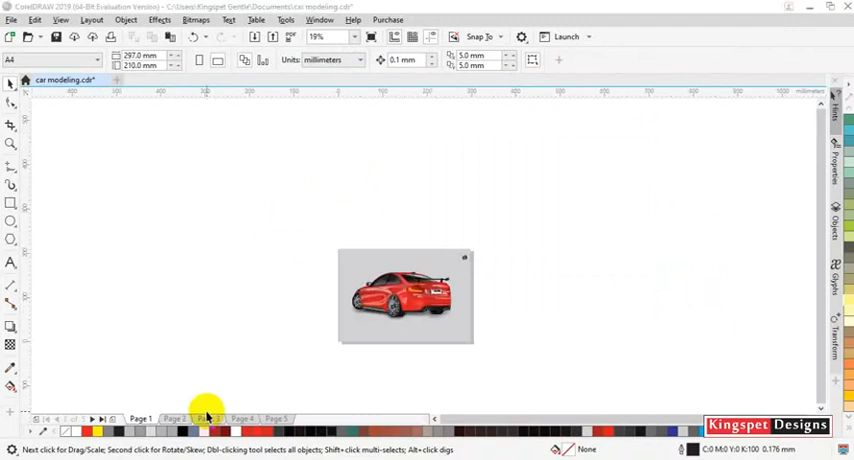 CorelDRAW 2019 (64-Bit Evaluation Version) - C:\Users\Kingspet Gentle\Documents\car modeling.cdr*
File Edit View Layout Object Effects Bitmaps Text Table Tools Window Help Purchase
PDF 19% Snap To Launch
A4 297.0 mm 210.0 mm Units: millimeters 0.1 mm 5.0 mm 5.0 mm
car modeling.cdr*
millimeters
Hints
Properties
Objects
Glyphs
Transform
Page 1 Page 2 Page 3 Page 4 Page 5
Kingspet Designs
Next click for Drag/Scale; Second click for Rotate/Skew; Dbl-clicking tool selects all objects; Shift+click multi-selects; Alt+click digs
None C:0 M:0 Y:0 K:100 0.176 mm